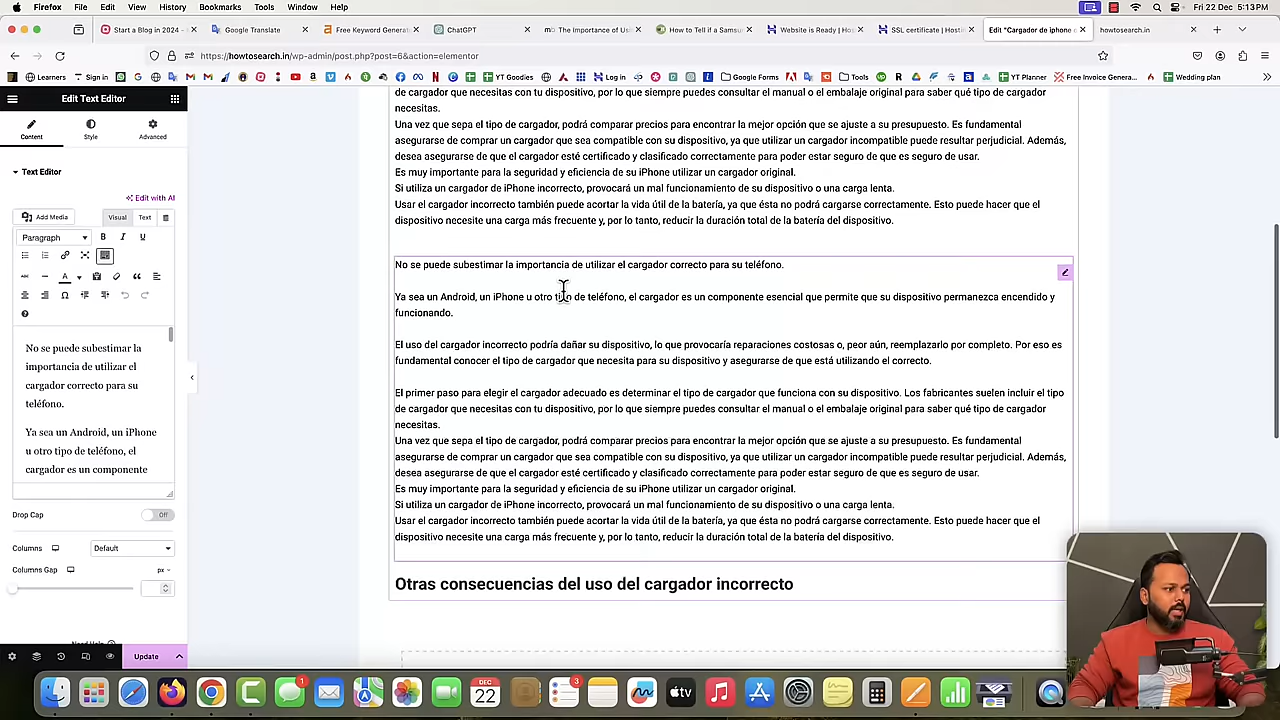 Firefox File Edit View History Bookmarks Tools Window Help
Fri 22 Dec 5:13PM
Start a Blog in 2024 -
Google Translate
Free Keyword Generat
ChatGPT
The Importance of Us
How to Tell if a Samsu
Website is Ready | Ho
SSL certificate | Hosti
Edit "Cargador de iphone e
howtosearch.in
https://howtosearch.in/wp-admin/post.php?post=6&action=elementor
Learners Sign in YT Goodies Log in Google Forms Tools YT Planner Free Invoice Genera... Wedding plan
Edit Text Editor
Content Style Advanced
Text Editor
Edit with AI
Add Media Visual Text
Paragraph B I U
ABC A
No se puede subestimar la
importancia de utilizar el
cargador correcto para su
teléfono.
Ya sea un Android, un iPhone
u otro tipo de teléfono, el
cargador es un componente
Drop Cap Off
Columns Default
Columns Gap px
Need Help
Update
de cargador que necesitas con tu dispositivo, por lo que siempre puedes consultar el manual o el embalaje original para saber qué tipo de cargador
necesitas.
Una vez que sepa el tipo de cargador, podrá comparar precios para encontrar la mejor opción que se ajuste a su presupuesto. Es fundamental
asegurarse de comprar un cargador que sea compatible con su dispositivo, ya que utilizar un cargador incompatible puede resultar perjudicial. Además,
desea asegurarse de que el cargador esté certificado y clasificado correctamente para poder estar seguro de que es seguro de usar.
Es muy importante para la seguridad y eficiencia de su iPhone utilizar un cargador original.
Si utiliza un cargador de iPhone incorrecto, provocará un mal funcionamiento de su dispositivo o una carga lenta.
Usar el cargador incorrecto también puede acortar la vida útil de la batería, ya que ésta no podrá cargarse correctamente. Esto puede hacer que el
dispositivo necesite una carga más frecuente y, por lo tanto, reducir la duración total de la batería del dispositivo.
No se puede subestimar la importancia de utilizar el cargador correcto para su teléfono.
Ya sea un Android, un iPhone u otro tipo de teléfono, el cargador es un componente esencial que permite que su dispositivo permanezca encendido y
funcionando.
El uso del cargador incorrecto podría dañar su dispositivo, lo que provocaría reparaciones costosas o, peor aún, reemplazarlo por completo. Por eso es
fundamental conocer el tipo de cargador que necesita para su dispositivo y asegurarse de que está utilizando el correcto.
El primer paso para elegir el cargador adecuado es determinar el tipo de cargador que funciona con su dispositivo. Los fabricantes suelen incluir el tipo
de cargador que necesitas con tu dispositivo, por lo que siempre puedes consultar el manual o el embalaje original para saber qué tipo de cargador
necesitas.
Una vez que sepa el tipo de cargador, podrá comparar precios para encontrar la mejor opción que se ajuste a su presupuesto. Es fundamental
asegurarse de comprar un cargador que sea compatible con su dispositivo, ya que utilizar un cargador incompatible puede resultar perjudicial. Además,
desea asegurarse de que el cargador esté certificado y clasificado correctamente para poder estar seguro de que es seguro de usar.
Es muy importante para la seguridad y eficiencia de su iPhone utilizar un cargador original.
Si utiliza un cargador de iPhone incorrecto, provocará un mal funcionamiento de su dispositivo o una carga lenta.
Usar el cargador incorrecto también puede acortar la vida útil de la batería, ya que ésta no podrá cargarse correctamente. Esto puede hacer que el
dispositivo necesite una carga más frecuente y, por lo tanto, reducir la duración total de la batería del dispositivo.
Otras consecuencias del uso del cargador incorrecto
DEC
22
1
3
tv